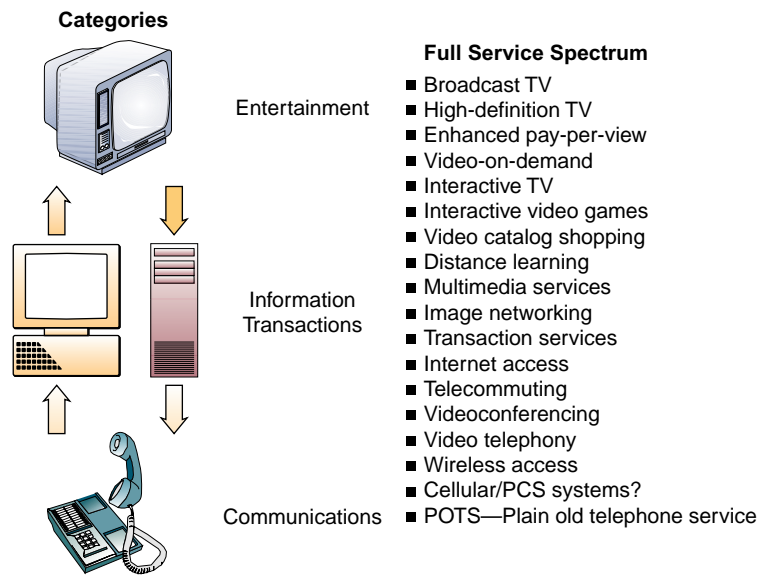 Categories
Entertainment
Information
Transactions
Communications
Full Service Spectrum
■ Broadcast TV
■ High-definition TV
■ Enhanced pay-per-view
■ Video-on-demand
■ Interactive TV
■ Interactive video games
■ Video catalog shopping
■ Distance learning
■ Multimedia services
■ Image networking
■ Transaction services
■ Internet access
■ Telecommuting
■ Videoconferencing
■ Video telephony
■ Wireless access
■ Cellular/PCS systems?
■ POTS—Plain old telephone service